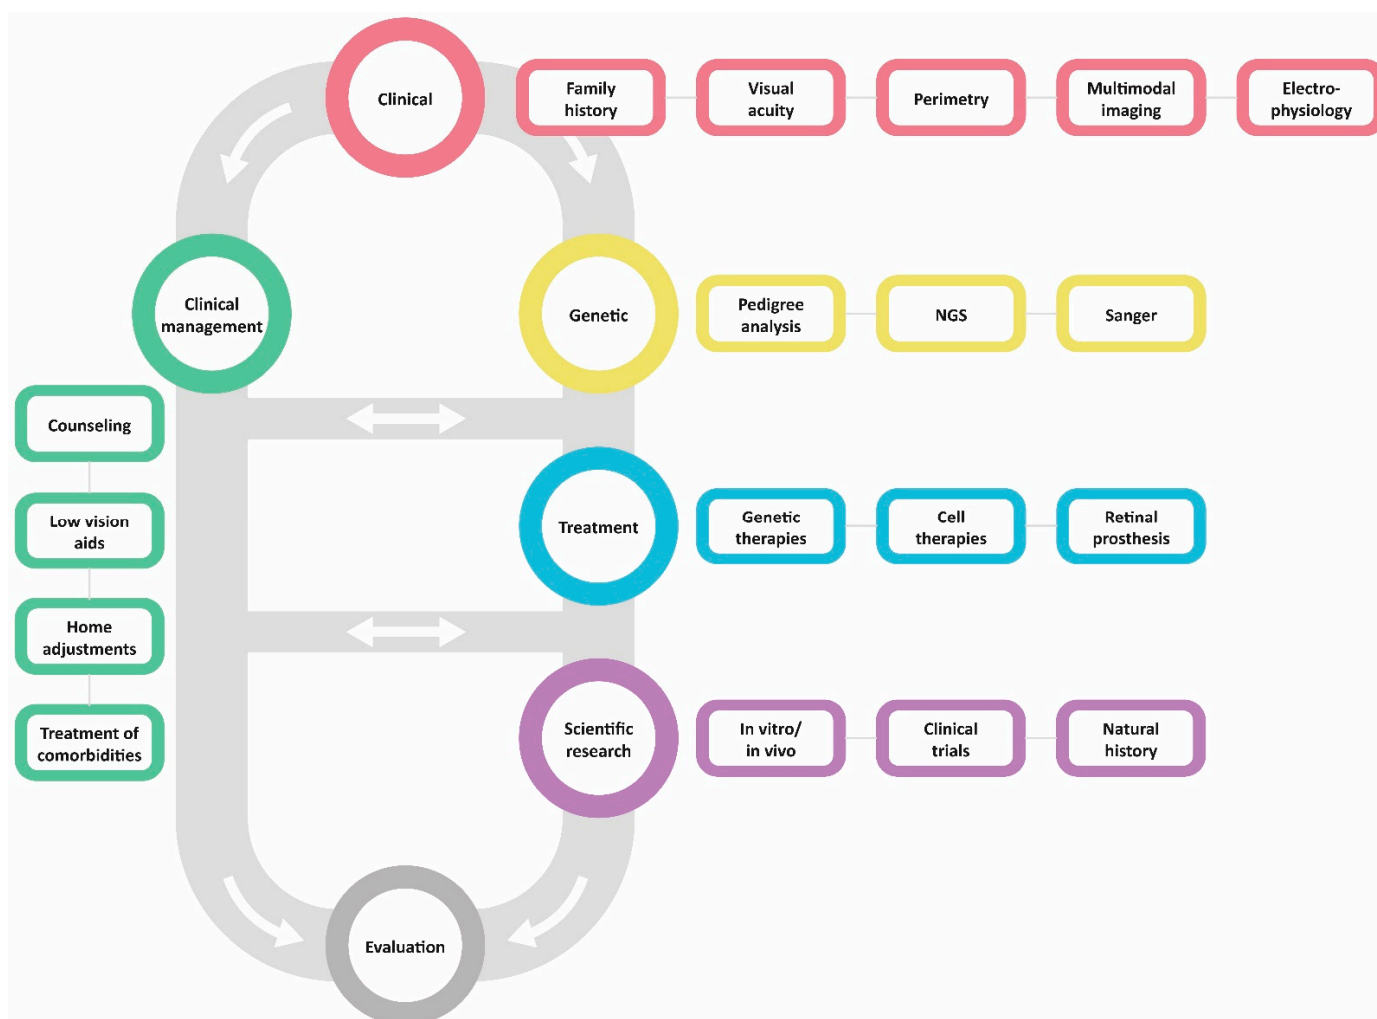 Clinical
Family
history
Visual
acuity
Perimetry
Multimodal
imaging
Electro-
physiology
Clinical
management
Genetic
Pedigree
analysis
NGS
Sanger
Counseling
Low vision
aids
Home
adjustments
Treatment of
comorbidities
Treatment
Genetic
therapies
Cell
therapies
Retinal
prosthesis
Scientific
research
In vitro/
in vivo
Clinical
trials
Natural
history
Evaluation